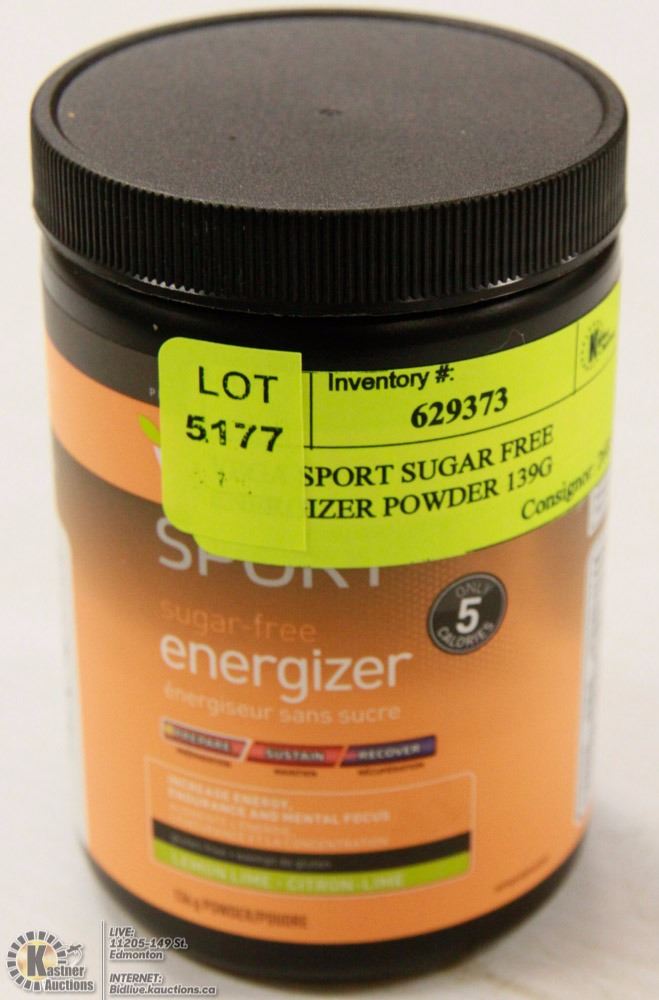 LOT
5177
Inventory #:
629373
SPORT SUGAR FREE
IZER POWDER 139G
Consignor
SPORT
sugar-free
energizer
énergiseur sans sucre
ONLY
5
CALORIES
PREPARE
SUSTAIN
RECOVER
INCREASE ENERGY,
ENDURANCE AND MENTAL FOCUS
LEMON LIME • CITRON-LIME
POWDER/POUDRE
LIVE:
11205-149 St.
Edmonton
Kastner
Auctions
INTERNET:
Bidlive.kauctions.ca